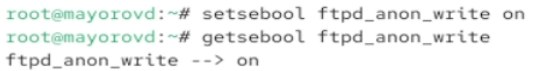 root@mayorovd:~# setsebool ftpd_anon_write on
root@mayorovd:~# getsebool ftpd_anon_write
ftpd_anon_write --> on